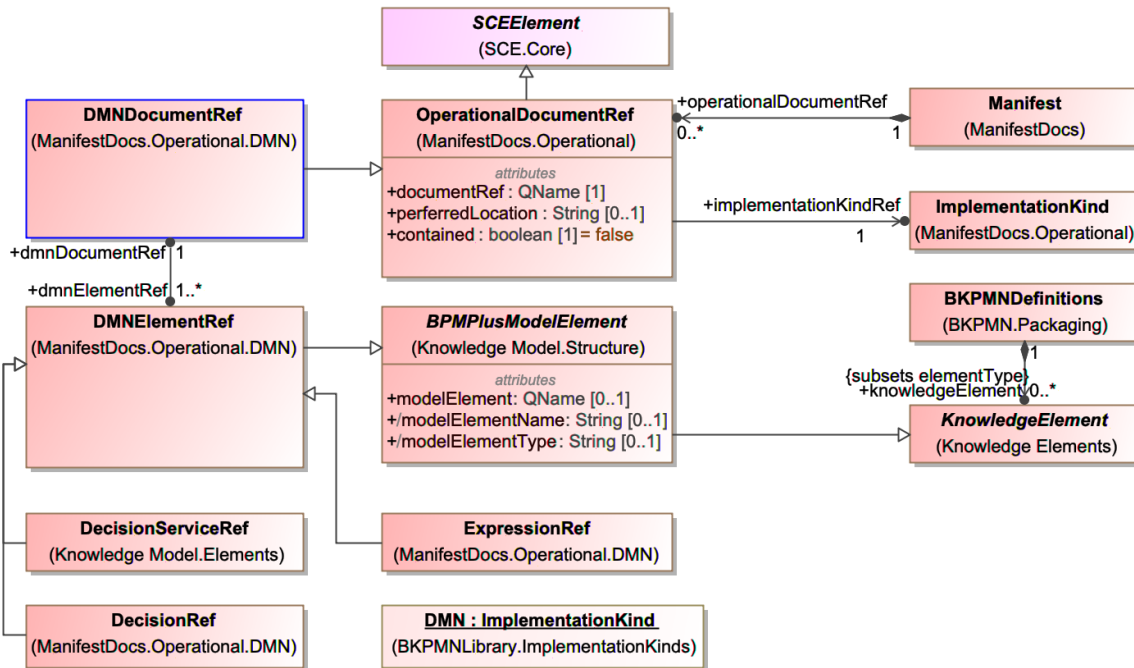 SCEElement
(SCE.Core)
DMNDocumentRef
(ManifestDocs.Operational.DMN)
OperationalDocumentRef
(ManifestDocs.Operational)
attributes
+documentRef : QName [1]
+perferredLocation : String [0..1]
+contained : boolean [1] = false
+operationalDocumentRef
0..*
1
Manifest
(ManifestDocs)
+implementationKindRef
1
ImplementationKind
(ManifestDocs.Operational)
+dmnDocumentRef 1
+dmnElementRef 1..*
DMNElementRef
(ManifestDocs.Operational.DMN)
BPMPlusModelElement
(Knowledge Model.Structure)
attributes
+modelElement: QName [0..1]
+/modelElementName: String [0..1]
+/modelElementType: String [0..1]
BKPMNDefinitions
(BKPMN.Packaging)
1
{subsets elementType}
+knowledgeElement 0..*
KnowledgeElement
(Knowledge Elements)
DecisionServiceRef
(Knowledge Model.Elements)
ExpressionRef
(ManifestDocs.Operational.DMN)
DecisionRef
(ManifestDocs.Operational.DMN)
DMN : ImplementationKind
(BKPMNLibrary.ImplementationKinds)